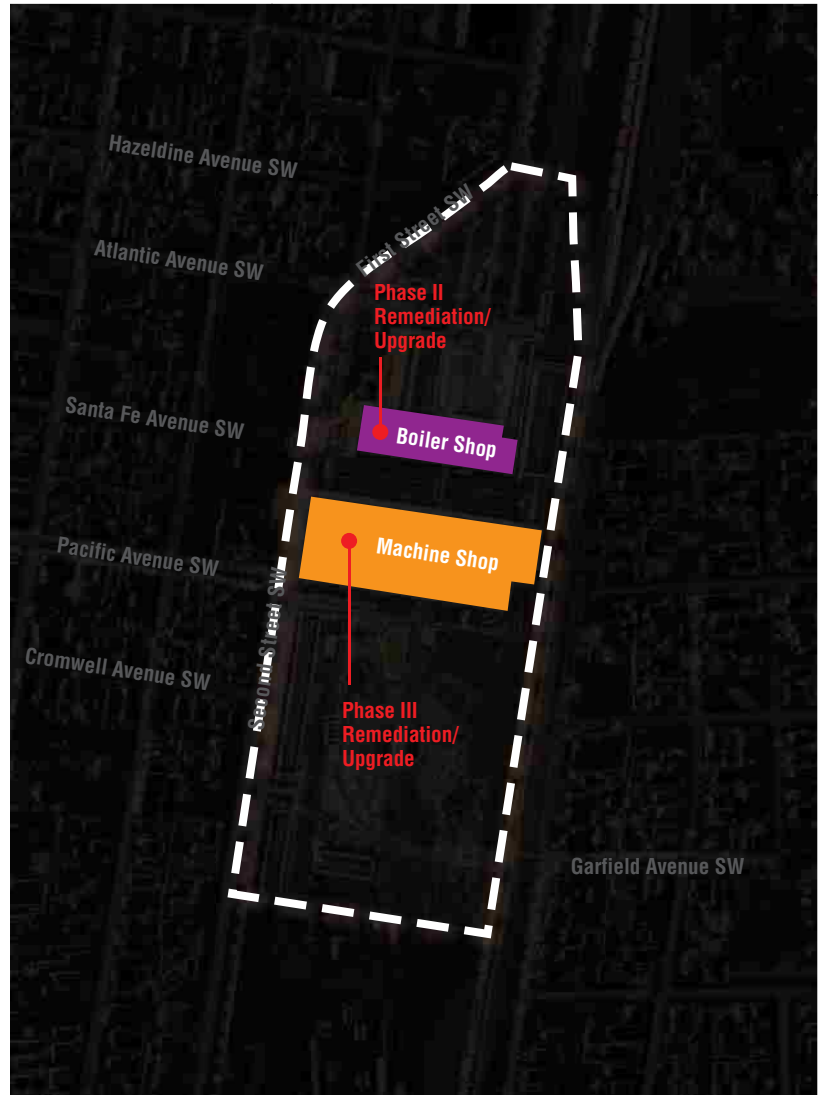 Hazeldine Avenue SW
First Street SW
Atlantic Avenue SW
Phase II
Remediation/
Upgrade
Santa Fe Avenue SW
Boiler Shop
Machine Shop
Pacific Avenue SW
Second Street SW
Cromwell Avenue SW
Phase III
Remediation/
Upgrade
Garfield Avenue SW